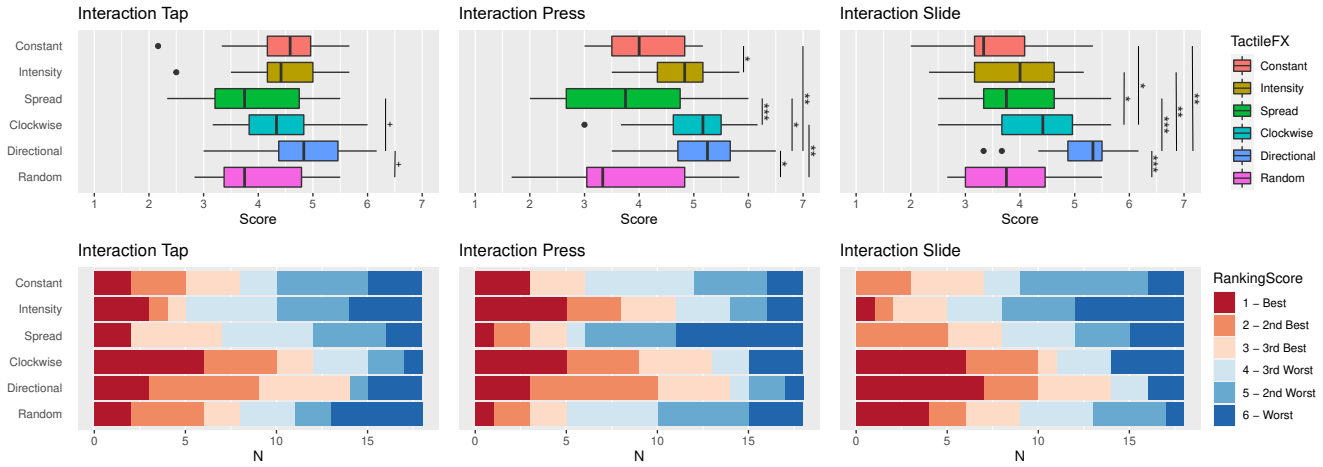 Interaction Tap
Interaction Press
Interaction Slide
Constant
Intensity
Spread
Clockwise
Directional
Random
+
+
*
***
*
**
*
**
*
*
***
**
**
***
1 2 3 4 5 6 7
Score
1 2 3 4 5 6 7
Score
1 2 3 4 5 6 7
Score
TactileFX
Constant
Intensity
Spread
Clockwise
Directional
Random
Interaction Tap
Interaction Press
Interaction Slide
Constant
Intensity
Spread
Clockwise
Directional
Random
0 5 10 15
N
0 5 10 15
N
0 5 10 15
N
RankingScore
1 – Best
2 – 2nd Best
3 – 3rd Best
4 – 3rd Worst
5 – 2nd Worst
6 – Worst